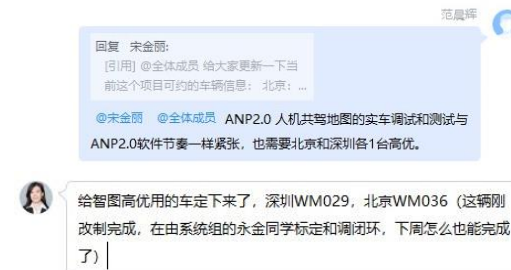 范晨辉
回复 宋金丽:
[引用] @全体成员 给大家更新一下当
前这个项目可约的车辆信息: 北京: ...
@宋金丽 @全体成员 ANP2.0 人机共驾地图的实车调试和测试与
ANP2.0软件节奏一样紧张，也需要北京和深圳各1台高优。
给智图高优用的车定下来了，深圳WM029，北京WM036（这辆刚
改制完成，在由系统组的永金同学标定和调闭环，下周怎么也能完成
了）